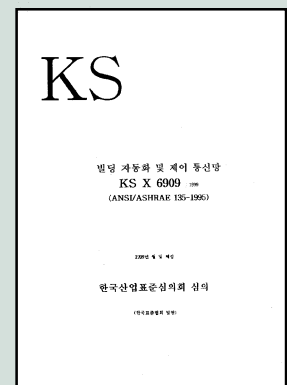 KS
빌딩 자동화 및 제어 통신망
KS X 6909
(ANSI/ASHRAE 135-1995)
한국산업표준심의회 심의